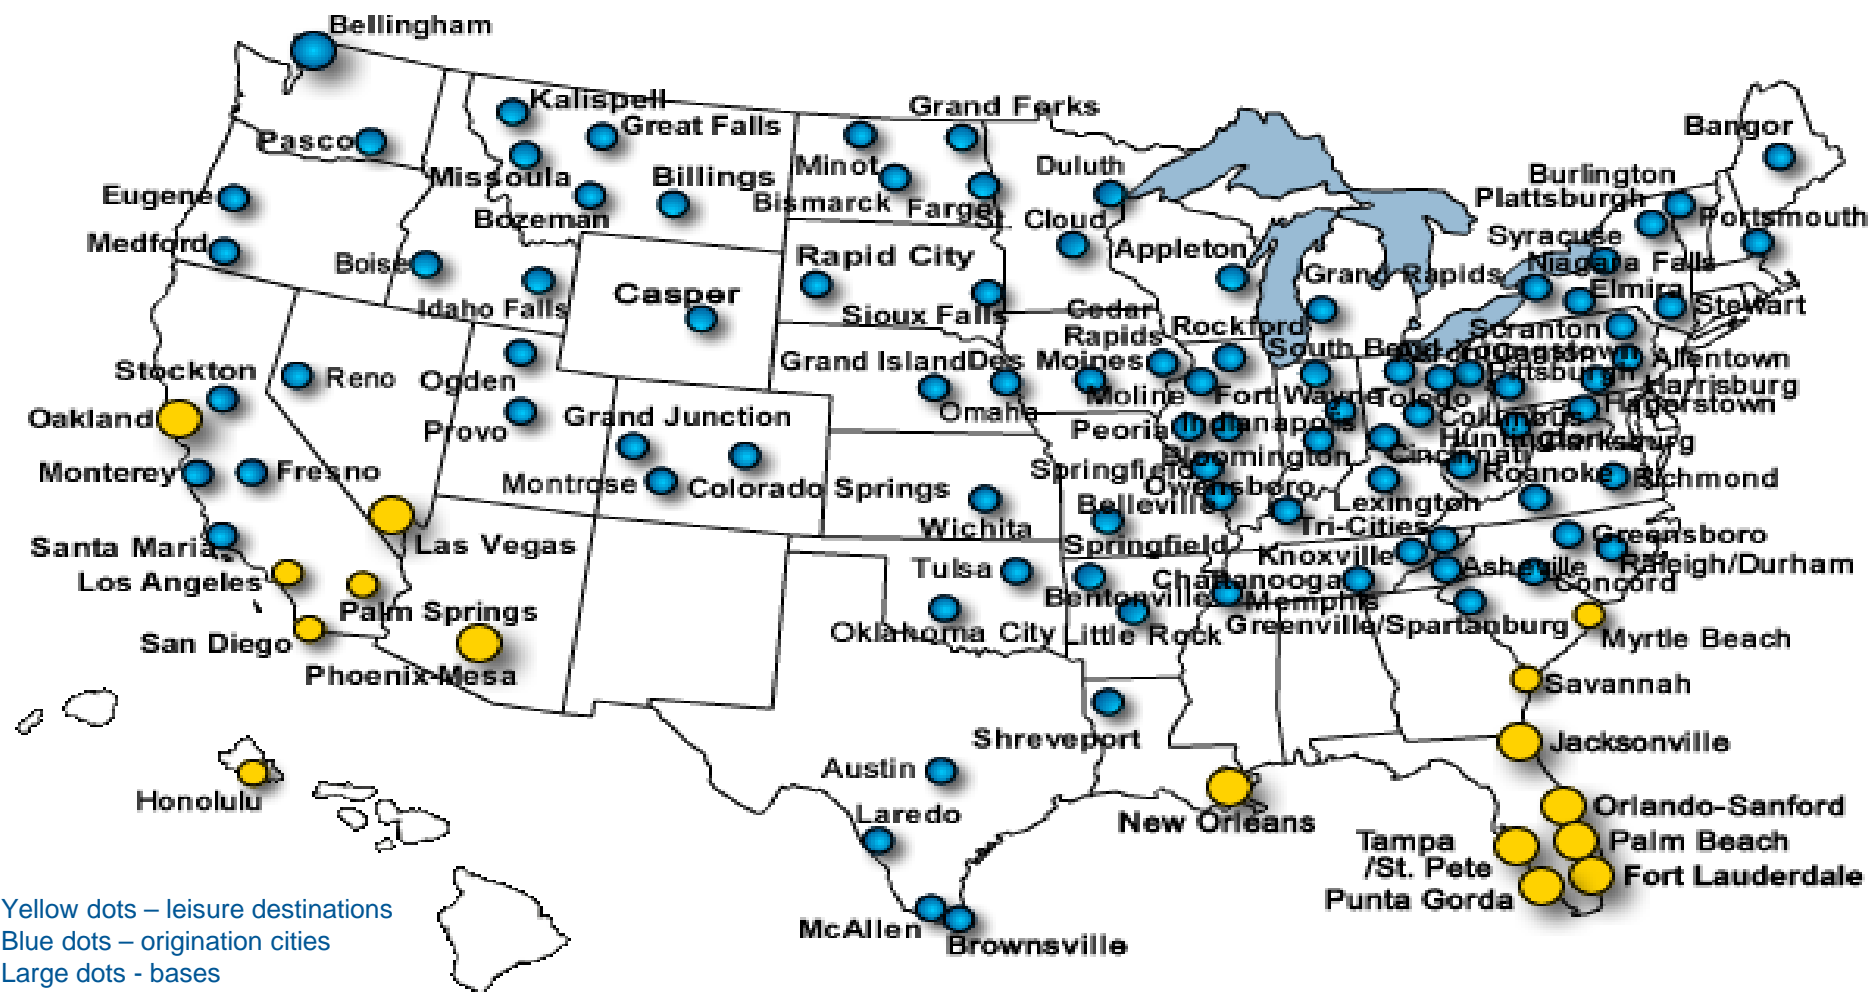 Bellingham
Kalispell
Grand Forks
Great Falls
Bangor
Pasco
Minot
Duluth
Missoula
Billings
Burlington
Eugene
Bozeman
Bismarck
Fargo
St. Cloud
Plattsburgh
Portsmouth
Medford
Boise
Rapid City
Appleton
Syracuse
Grand Rapids
Niagara Falls
Casper
Idaho Falls
Sioux Falls
Cedar
Rapids
Rockford
Elmira
Stewart
Scranton
Stockton
Reno
Ogden
Grand Island
Des Moines
South Bend
Youngstown
Allentown
Pittsburgh
Harrisburg
Oakland
Provo
Grand Junction
Omaha
Moline
Fort Wayne
Toledo
Hagerstown
Peoria
Indianapolis
Columbus
Huntington
Clarksburg
Monterey
Fresno
Montrose
Colorado Springs
Springfield
Bloomington
Cincinnati
Roanoke
Richmond
Owensboro
Wichita
Belleville
Lexington
Tri-Cities
Santa Maria
Las Vegas
Springfield
Knoxville
Greensboro
Los Angeles
Tulsa
Chattanooga
Asheville
Raleigh/Durham
Concord
Palm Springs
Bentonville
Memphis
San Diego
Oklahoma City
Little Rock
Greenville/Spartanburg
Myrtle Beach
Phoenix-Mesa
Savannah
Shreveport
Jacksonville
Austin
Honolulu
Laredo
New Orleans
Orlando-Sanford
Tampa
/St. Pete
Palm Beach
Fort Lauderdale
Punta Gorda
McAllen
Brownsville
Yellow dots – leisure destinations
Blue dots – origination cities
Large dots - bases